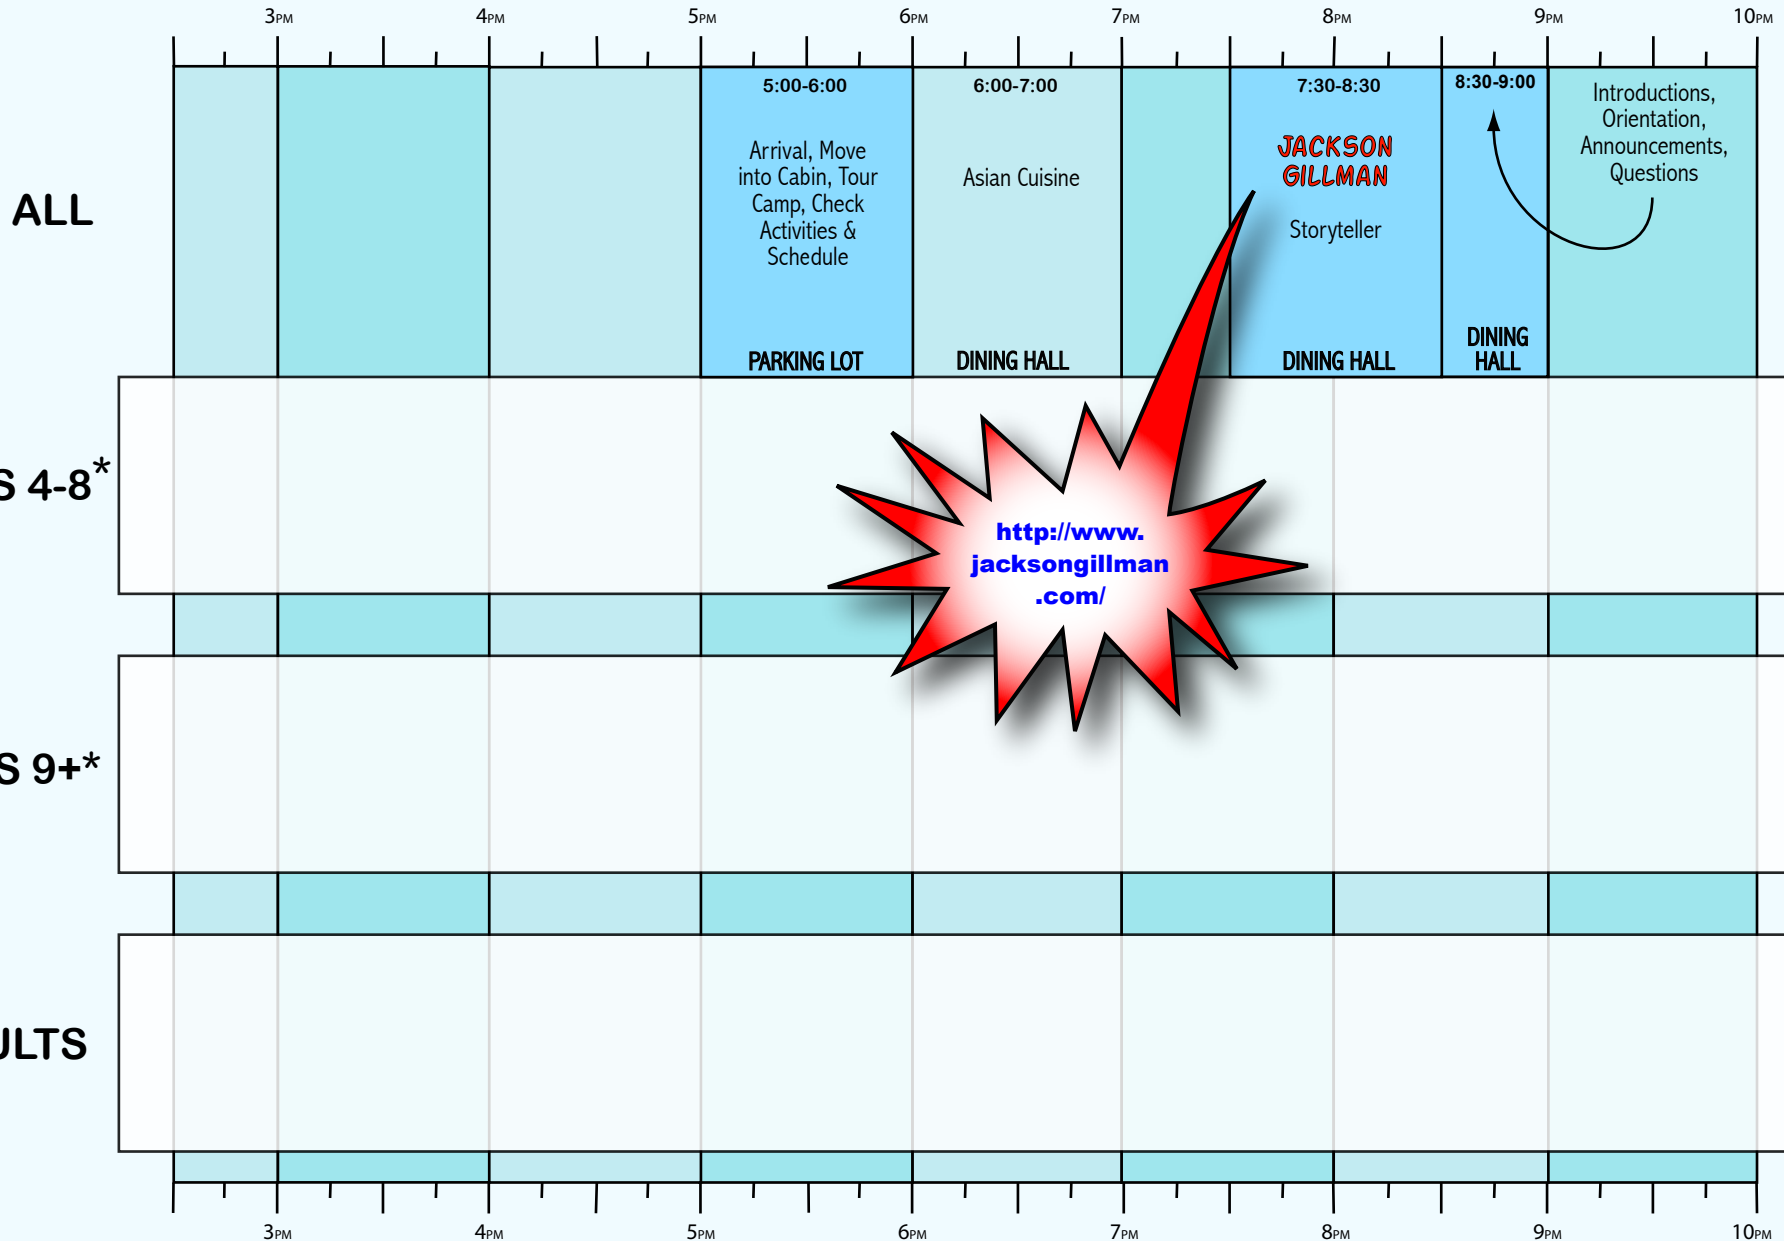 3PM 4PM 5PM 6PM 7PM 8PM 9PM 10PM
ALL
5:00-6:00
Arrival, Move
into Cabin, Tour
Camp, Check
Activities &
Schedule
PARKING LOT
6:00-7:00
Asian Cuisine
DINING HALL
7:30-8:30
JACKSON
GILLMAN
Storyteller
DINING HALL
8:30-9:00
DINING
HALL
Introductions,
Orientation,
Announcements,
Questions
S 4-8*
http://www.
jacksongillman
.com/
S 9+*
ULTS
3PM 4PM 5PM 6PM 7PM 8PM 9PM 10PM